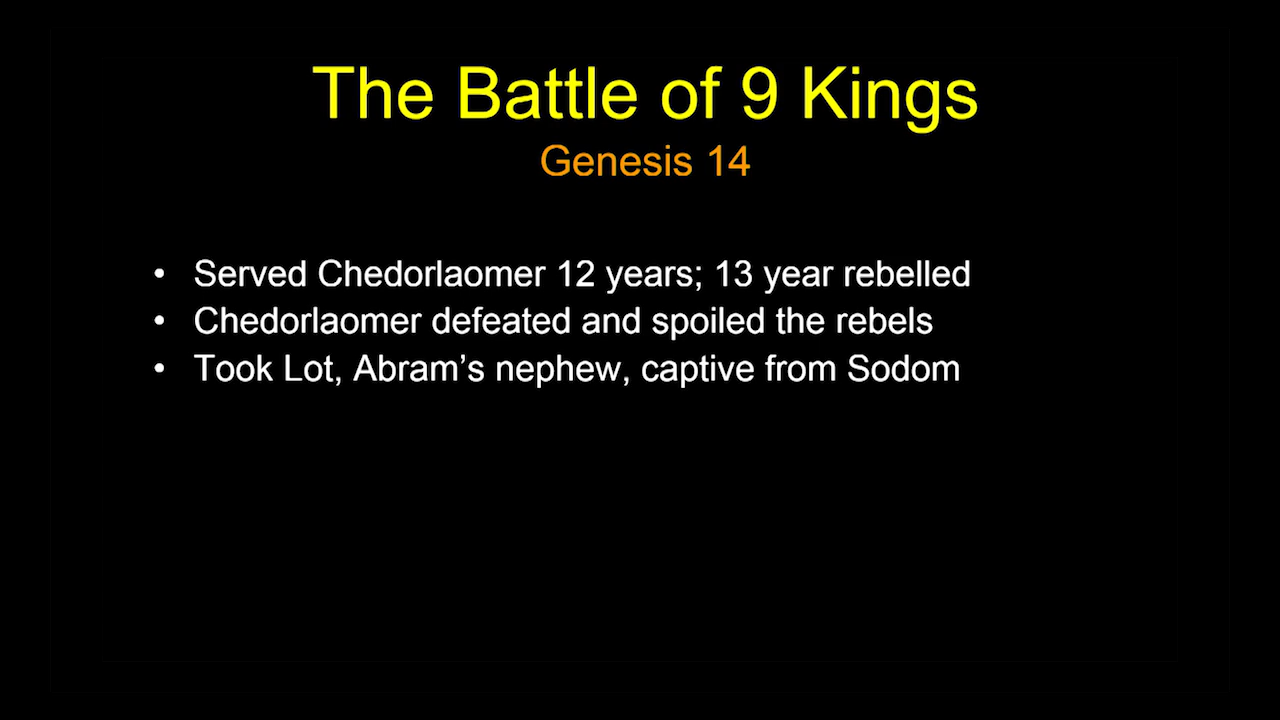 The Battle of 9 Kings
Genesis 14
• Served Chedorlaomer 12 years; 13 year rebelled
• Chedorlaomer defeated and spoiled the rebels
• Took Lot, Abram’s nephew, captive from Sodom